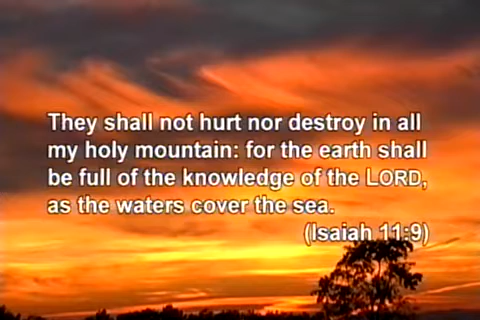 They shall not hurt nor destroy in all
my holy mountain: for the earth shall
be full of the knowledge of the LORD,
as the waters cover the sea.
(Isaiah 11:9)